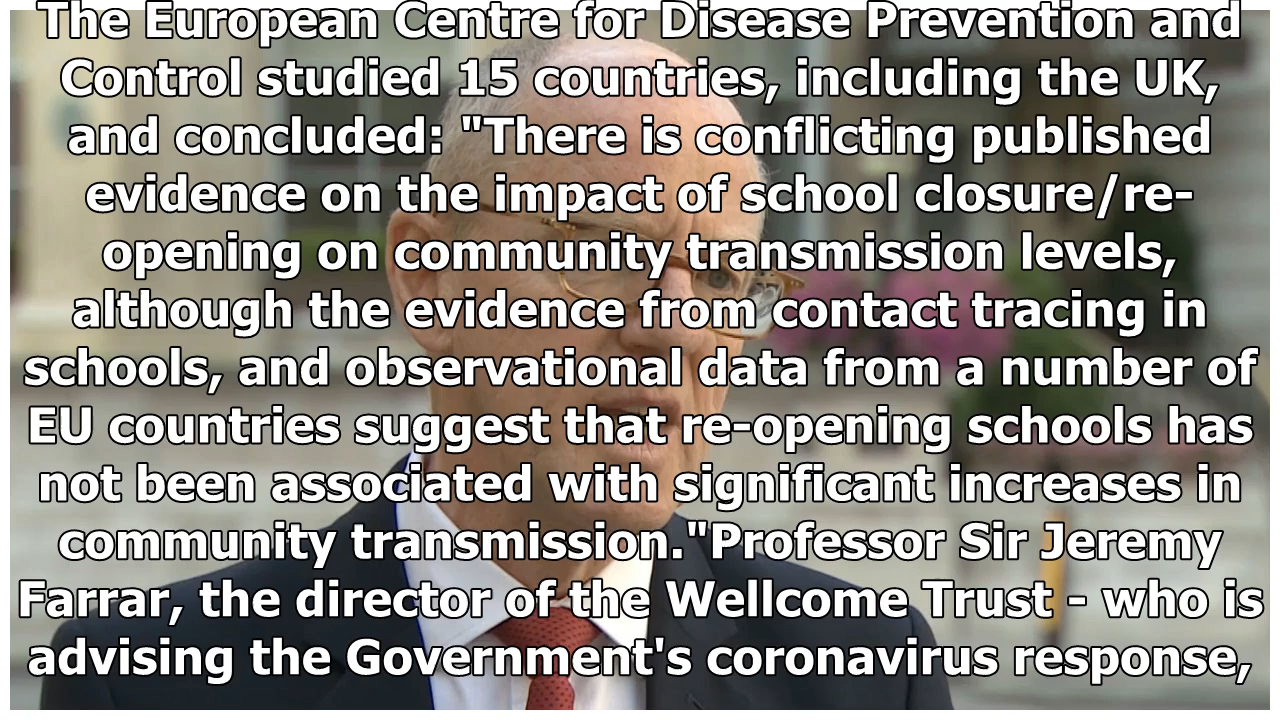 The European Centre for Disease Prevention and
Control studied 15 countries, including the UK,
and concluded: "There is conflicting published
evidence on the impact of school closure/re-
opening on community transmission levels,
although the evidence from contact tracing in
schools, and observational data from a number of
EU countries suggest that re-opening schools has
not been associated with significant increases in
community transmission."Professor Sir Jeremy
Farrar, the director of the Wellcome Trust - who is
advising the Government's coronavirus response,